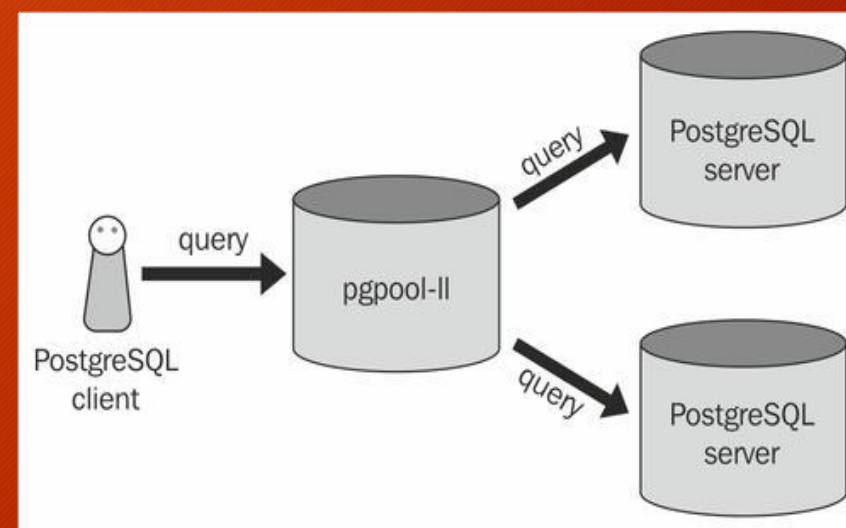 PostgreSQL
client
query
pgpool-II
query
PostgreSQL
server
query
PostgreSQL
server